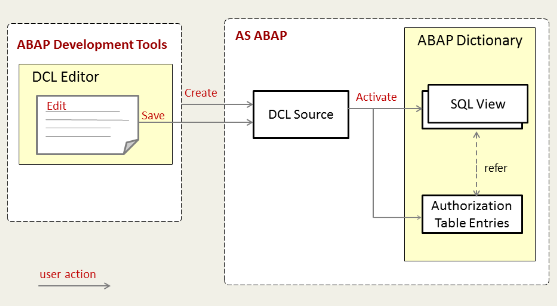 ABAP Development Tools
DCL Editor
Edit
Save
Create
AS ABAP
DCL Source
Activate
ABAP Dictionary
SQL View
refer
Authorization
Table Entries
user action